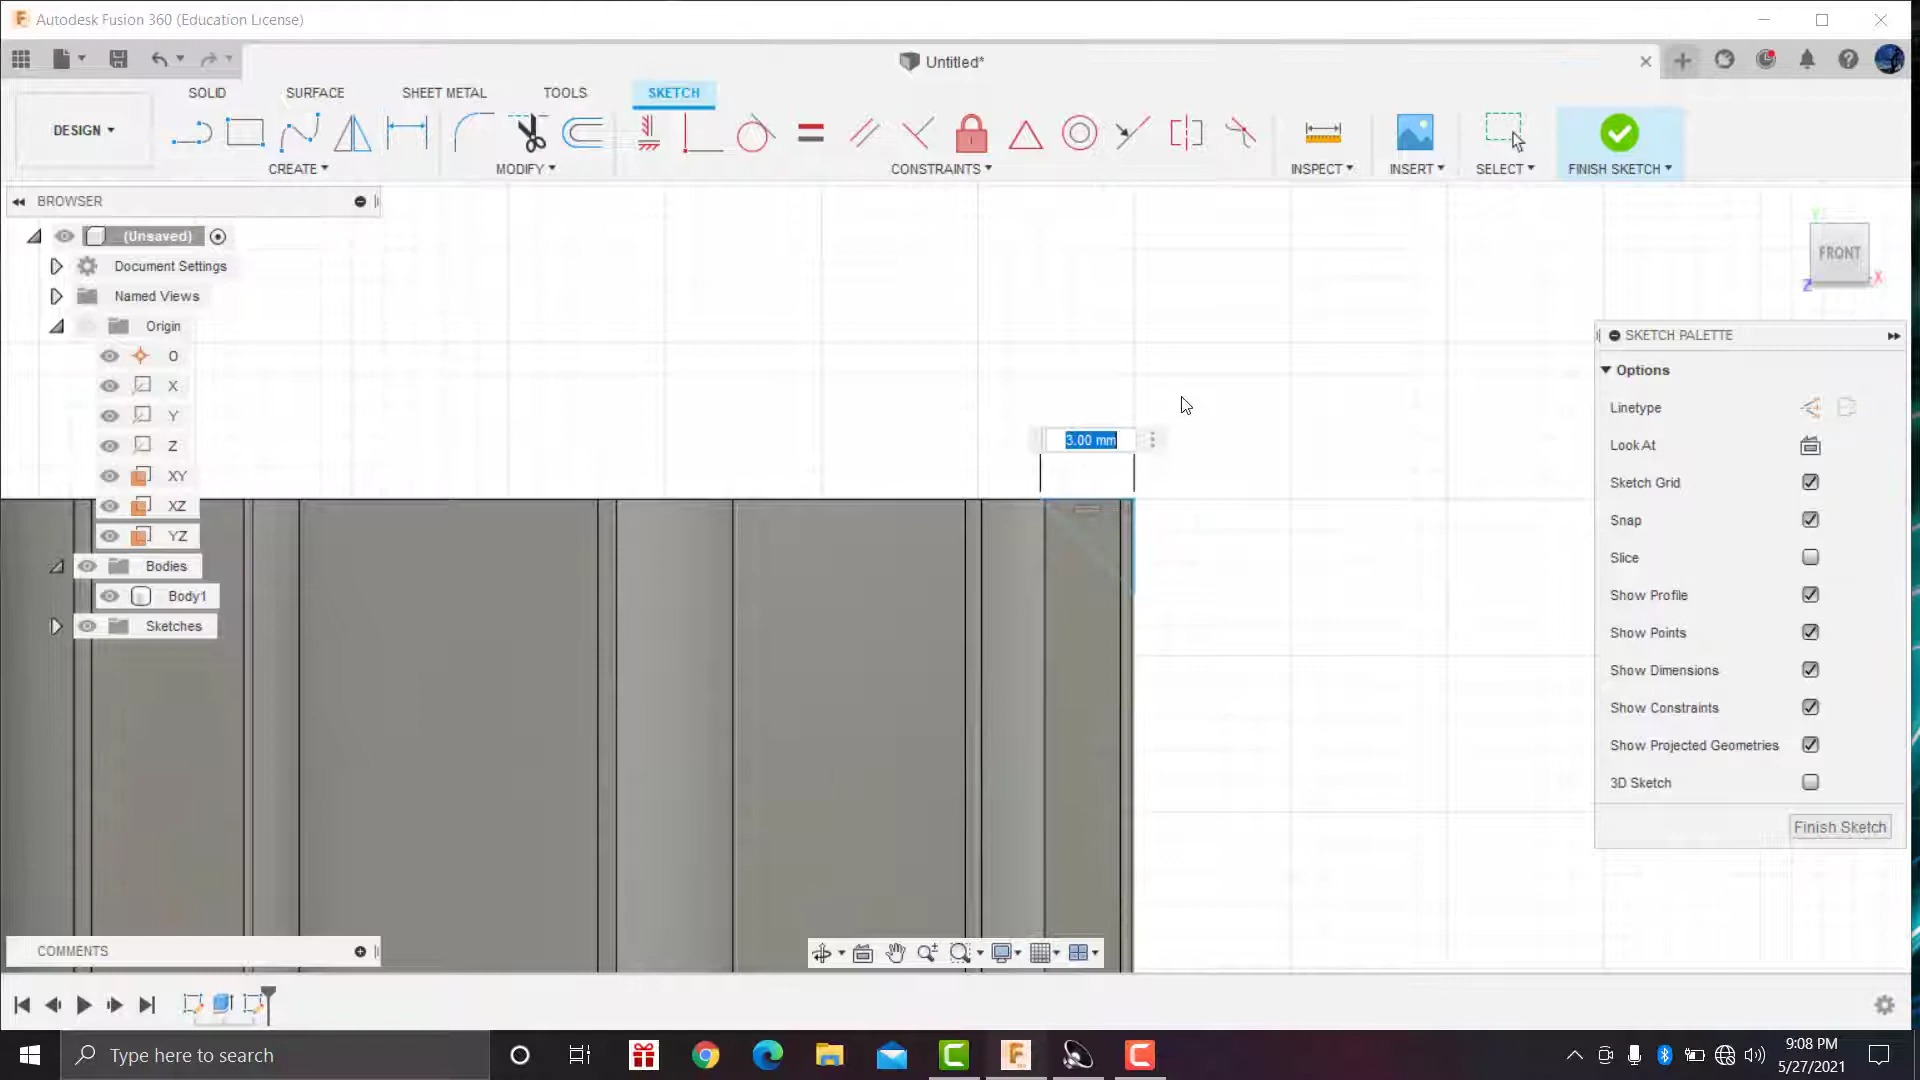 Autodesk Fusion 360 (Education License)
Untitled*
SOLID SURFACE SHEET METAL TOOLS SKETCH
DESIGN
CREATE MODIFY CONSTRAINTS INSPECT INSERT SELECT FINISH SKETCH
BROWSER
(Unsaved)
Document Settings
Named Views
Origin
O
X
Y
Z
XY
XZ
YZ
Bodies
Body1
Sketches
3.00 mm
Y
FRONT
X
Z
SKETCH PALETTE
Options
Linetype
Look At
Sketch Grid
Snap
Slice
Show Profile
Show Points
Show Dimensions
Show Constraints
Show Projected Geometries
3D Sketch
Finish Sketch
COMMENTS
Type here to search
9:08 PM
5/27/2021